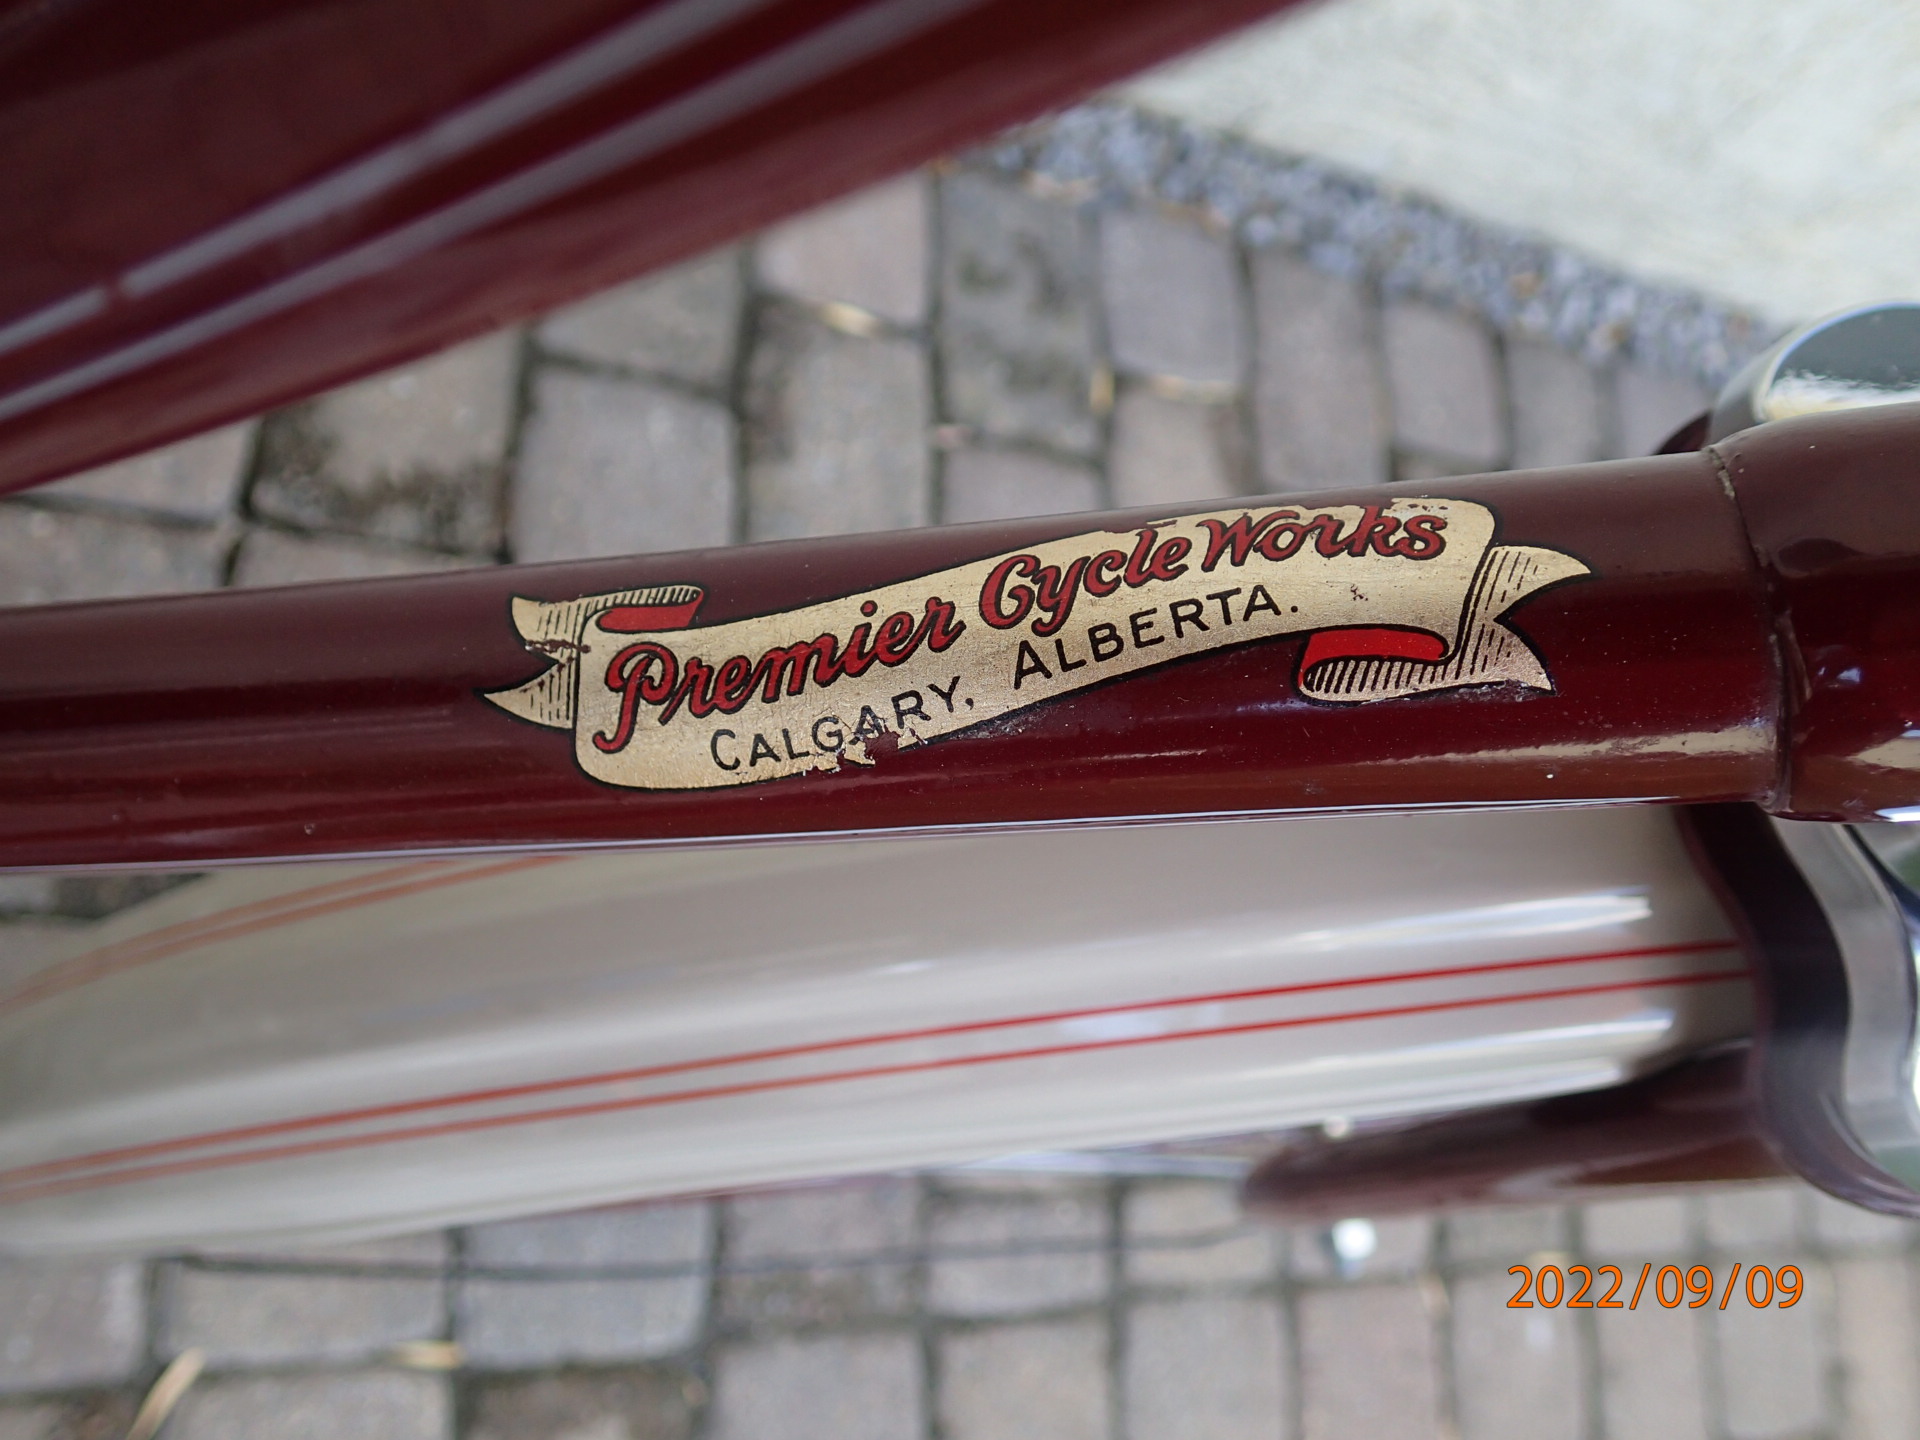 Premier Cycle Works
CALGARY, ALBERTA.
2022/09/09